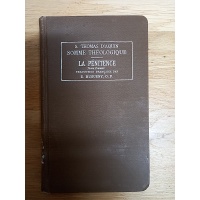 S. THOMAS D'AQUIN
SOMME THÉOLOGIQUE
LA PÉNITENCE
TRADUCTION FRANÇAISE PAR
O. P.